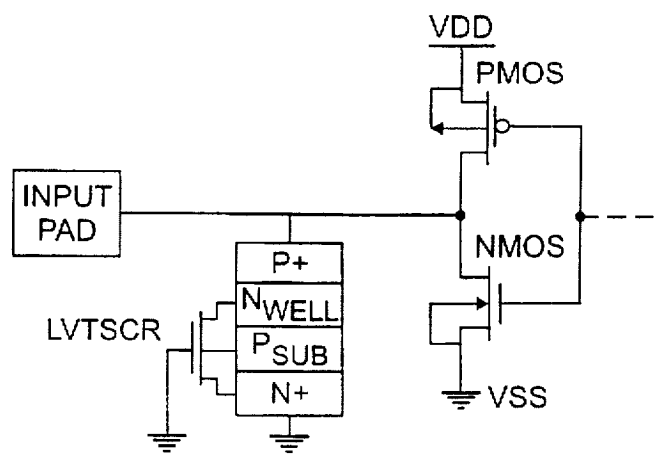 VDD
PMOS
INPUT
PAD
NMOS
P+
NWELL
LVTSCR
PSUB
N+
VSS